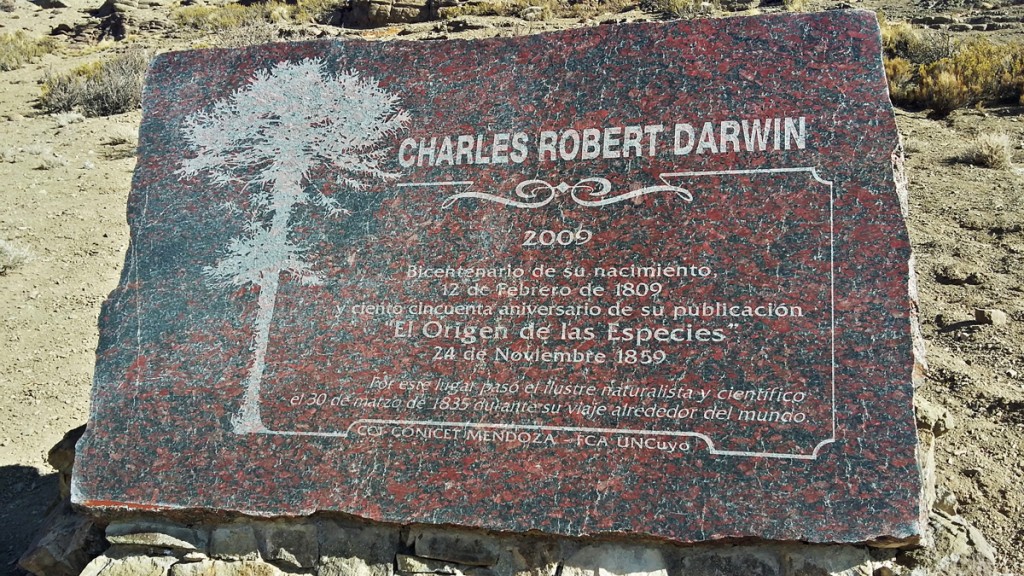 CHARLES ROBERT DARWIN
2009
Bicentenario de su nacimiento,
12 de Febrero de 1809
y ciento cincuenta aniversario de su publicación
"El Origen de las Especies"
24 de Noviembre 1859
Por este lugar pasó el ilustre naturalista y científico
el 30 de marzo de 1835 durante su viaje alrededor del mundo.
CCT CONICET MENDOZA - FCA UNCuyo